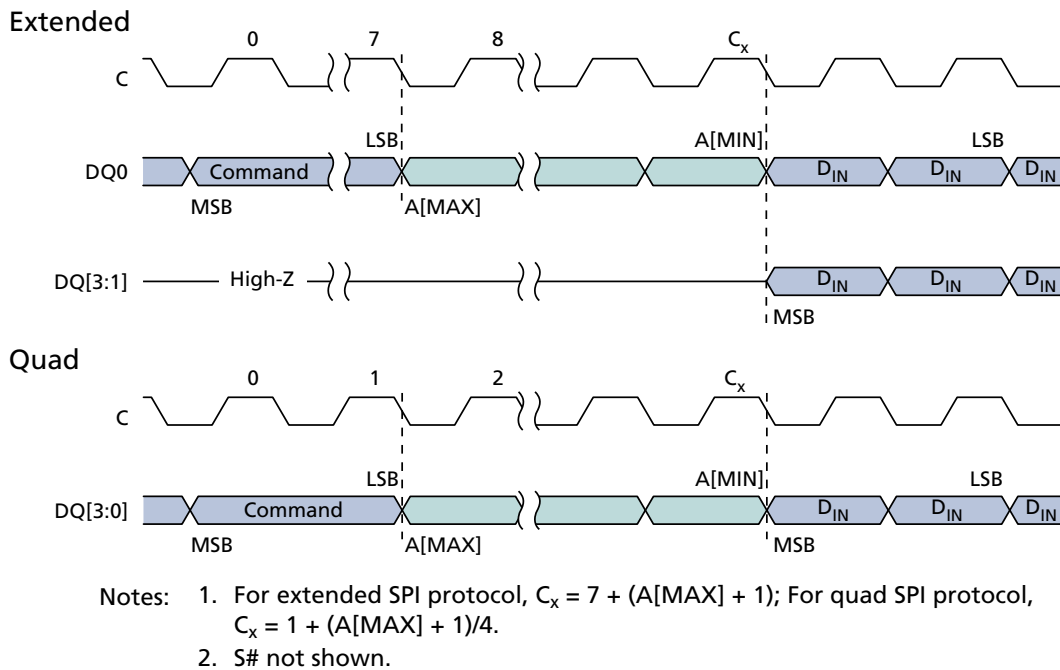 Extended
0 7 8 Cx
C
LSB A[MIN] LSB
DQ0 Command DIN DIN DIN
MSB A[MAX]
DQ[3:1] High-Z DIN DIN DIN
MSB
Quad
0 1 2 Cx
C
LSB A[MIN] LSB
DQ[3:0] Command DIN DIN DIN
MSB A[MAX] MSB
Notes: 1. For extended SPI protocol, Cx = 7 + (A[MAX] + 1); For quad SPI protocol,
Cx = 1 + (A[MAX] + 1)/4.
2. S# not shown.